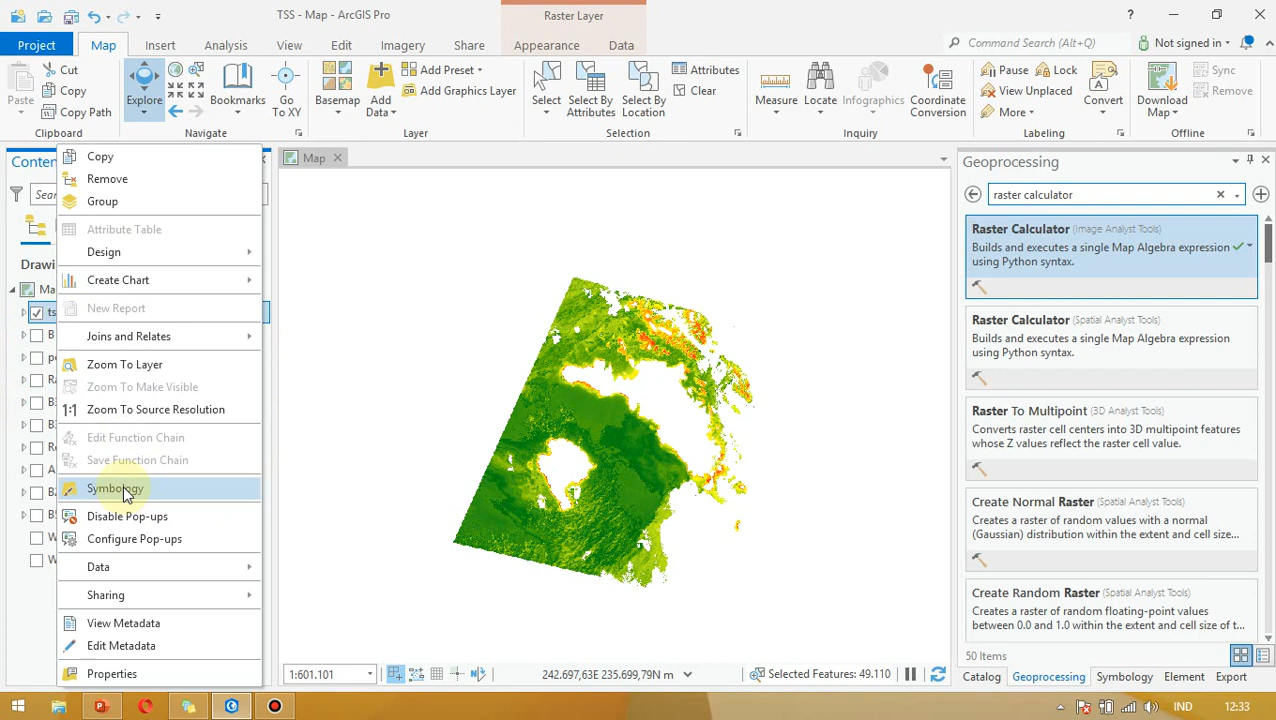 TSS - Map - ArcGIS Pro
Raster Layer
Project
Map
Insert
Analysis
View
Edit
Imagery
Share
Appearance
Data
Command Search (Alt+Q)
Not signed in
Paste
Cut
Copy
Copy Path
Clipboard
Explore
Bookmarks
Go To XY
Navigate
Basemap
Add Data
Add Preset
Add Graphics Layer
Layer
Select
Select By Attributes
Select By Location
Attributes
Clear
Selection
Measure
Locate
Infographics
Coordinate Conversion
Inquiry
Pause
Lock
View Unplaced
More
Convert
Labeling
Download Map
Sync
Remove
Offline
Conten
Sear
Drawi
Ma
ts
B
Copy
Remove
Group
Attribute Table
Design
Create Chart
New Report
Joins and Relates
Zoom To Layer
Zoom To Make Visible
1:1 Zoom To Source Resolution
Edit Function Chain
Save Function Chain
Symbology
Disable Pop-ups
Configure Pop-ups
Data
Sharing
View Metadata
Edit Metadata
Properties
Map
1:601.101
242.697,63E 235.699,79N m
Selected Features: 49.110
Geoprocessing
raster calculator
Raster Calculator (Image Analyst Tools)
Builds and executes a single Map Algebra expression
using Python syntax.
Raster Calculator (Spatial Analyst Tools)
Builds and executes a single Map Algebra
expression using Python syntax.
Raster To Multipoint (3D Analyst Tools)
Converts raster cell centers into 3D multipoint features
whose Z values reflect the raster cell value.
Create Normal Raster (Spatial Analyst Tools)
Creates a raster of random values with a normal
(Gaussian) distribution within the extent and cell size...
Create Random Raster (Spatial Analyst Tools)
Creates a raster of random floating-point values
between 0.0 and 1.0 within the extent and cell size of t...
50 Items
Catalog
Geoprocessing
Symbology
Element
Export
IND
12:33